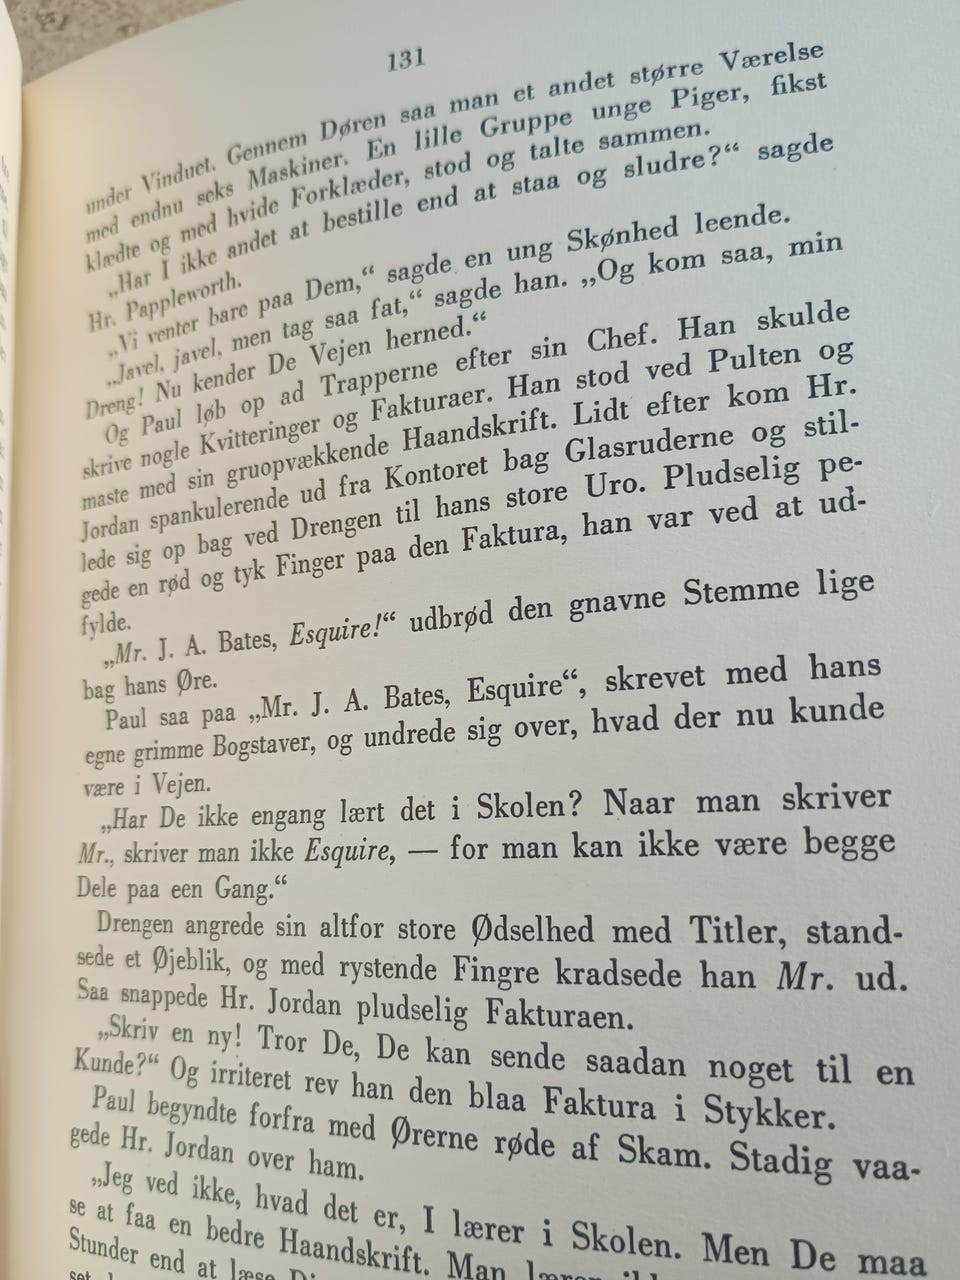 131
under Vinduet. Gennem Døren saa man et andet større Værelse
med endnu seks Maskiner. En lille Gruppe unge Piger, fikst
klædte og med hvide Forklæder, stod og talte sammen.
„Har I ikke andet at bestille end at staa og sludre?“ sagde
Hr. Pappleworth.
„Vi venter bare paa Dem,“ sagde en ung Skønhed leende.
„Javel, javel, men tag saa fat,“ sagde han. „Og kom saa, min
Dreng! Nu kender De Vejen herned.“
Og Paul løb op ad Trapperne efter sin Chef. Han skulde
skrive nogle Kvitteringer og Fakturaer. Han stod ved Pulten og
maste med sin gruopvækkende Haandskrift. Lidt efter kom Hr.
Jordan spankulerende ud fra Kontoret bag Glasruderne og stil-
lede sig op bag ved Drengen til hans store Uro. Pludselig pe-
gede en rød og tyk Finger paa den Faktura, han var ved at ud-
fylde.
„Mr. J. A. Bates, Esquire!“ udbrød den gnavne Stemme lige
bag hans Øre.
Paul saa paa „Mr. J. A. Bates, Esquire“, skrevet med hans
egne grimme Bogstaver, og undrede sig over, hvad der nu kunde
være i Vejen.
„Har De ikke engang lært det i Skolen? Naar man skriver
Mr., skriver man ikke Esquire, — for man kan ikke være begge
Dele paa een Gang.“
Drengen angrede sin altfor store Ødselhed med Titler, stand-
sede et Øjeblik, og med rystende Fingre kradsede han Mr. ud.
Saa snappede Hr. Jordan pludselig Fakturaen.
„Skriv en ny! Tror De, De kan sende saadan noget til en
Kunde?“ Og irriteret rev han den blaa Faktura i Stykker.
Paul begyndte forfra med Ørerne røde af Skam. Stadig vaa-
gede Hr. Jordan over ham.
„Jeg ved ikke, hvad det er, I lærer i Skolen. Men De maa
se at faa en bedre Haandskrift. Man lærer
Stunder end at læse